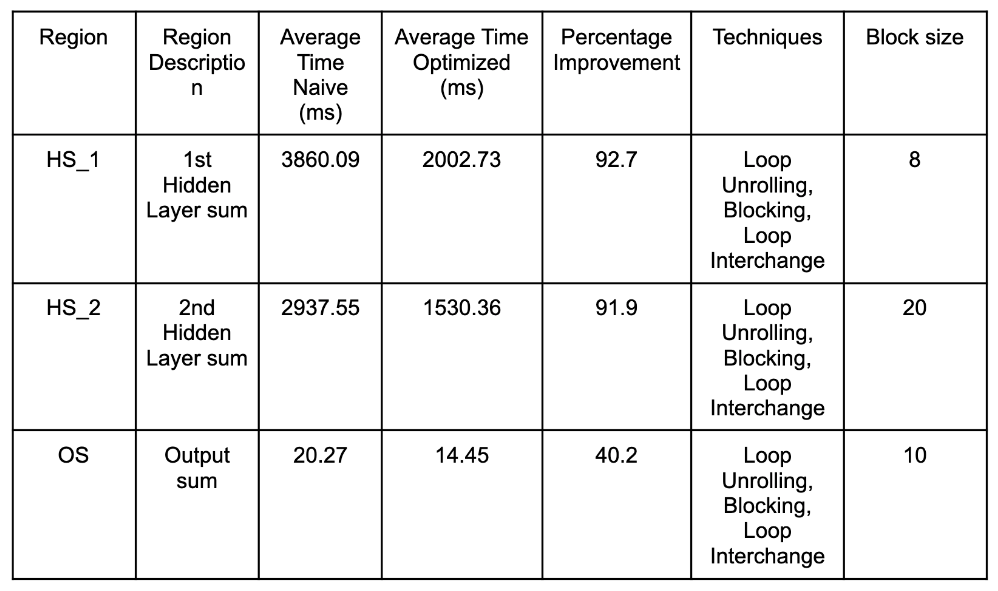 Region
Region
Descriptio
n
Average
Time
Naive
(ms)
Average Time
Optimized
(ms)
Percentage
Improvement
Techniques
Block size
HS_1
1st
Hidden
Layer sum
3860.09
2002.73
92.7
Loop
Unrolling,
Blocking,
Loop
Interchange
8
HS_2
2nd
Hidden
Layer sum
2937.55
1530.36
91.9
Loop
Unrolling,
Blocking,
Loop
Interchange
20
OS
Output
sum
20.27
14.45
40.2
Loop
Unrolling,
Blocking,
Loop
Interchange
10